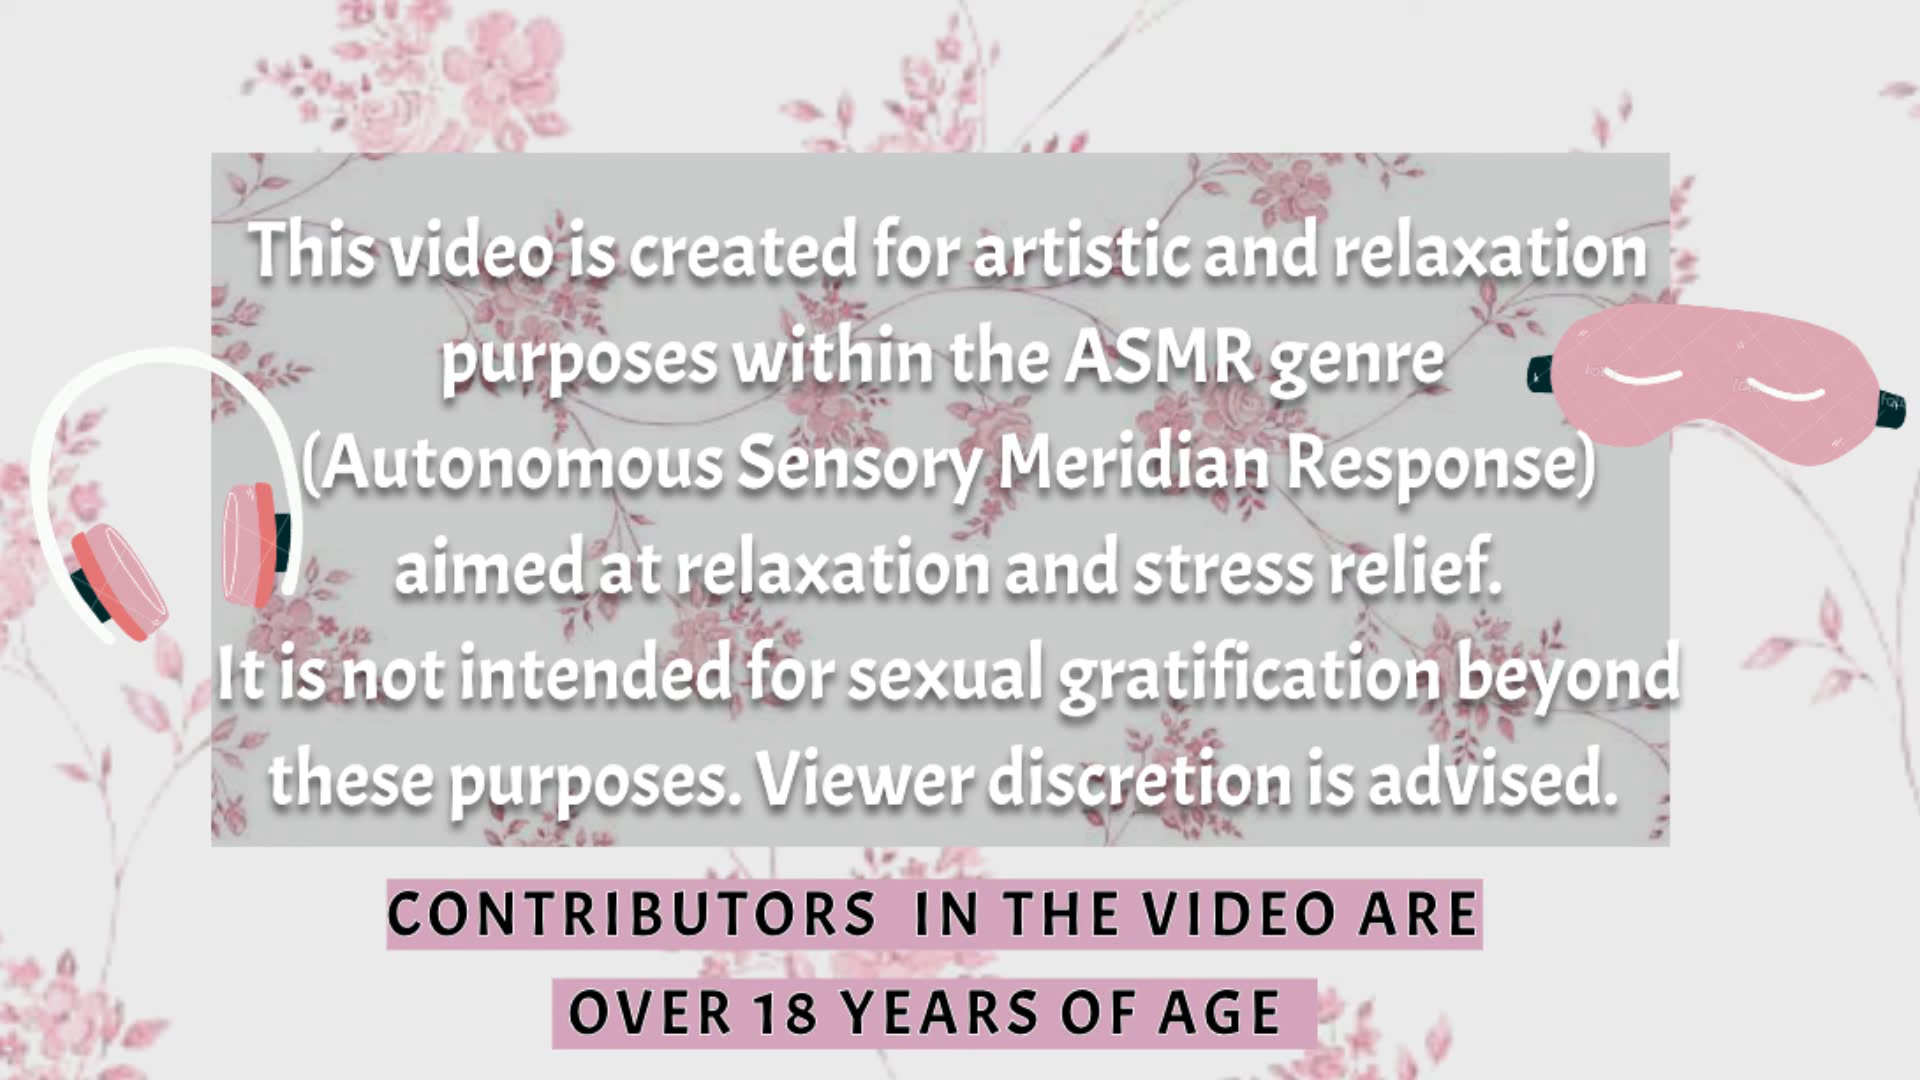 This video is created for artistic and relaxation
purposes within the ASMR genre
(Autonomous Sensory Meridian Response)
aimed at relaxation and stress relief.
It is not intended for sexual gratification beyond
these purposes. Viewer discretion is advised.
CONTRIBUTORS IN THE VIDEO ARE
OVER 18 YEARS OF AGE